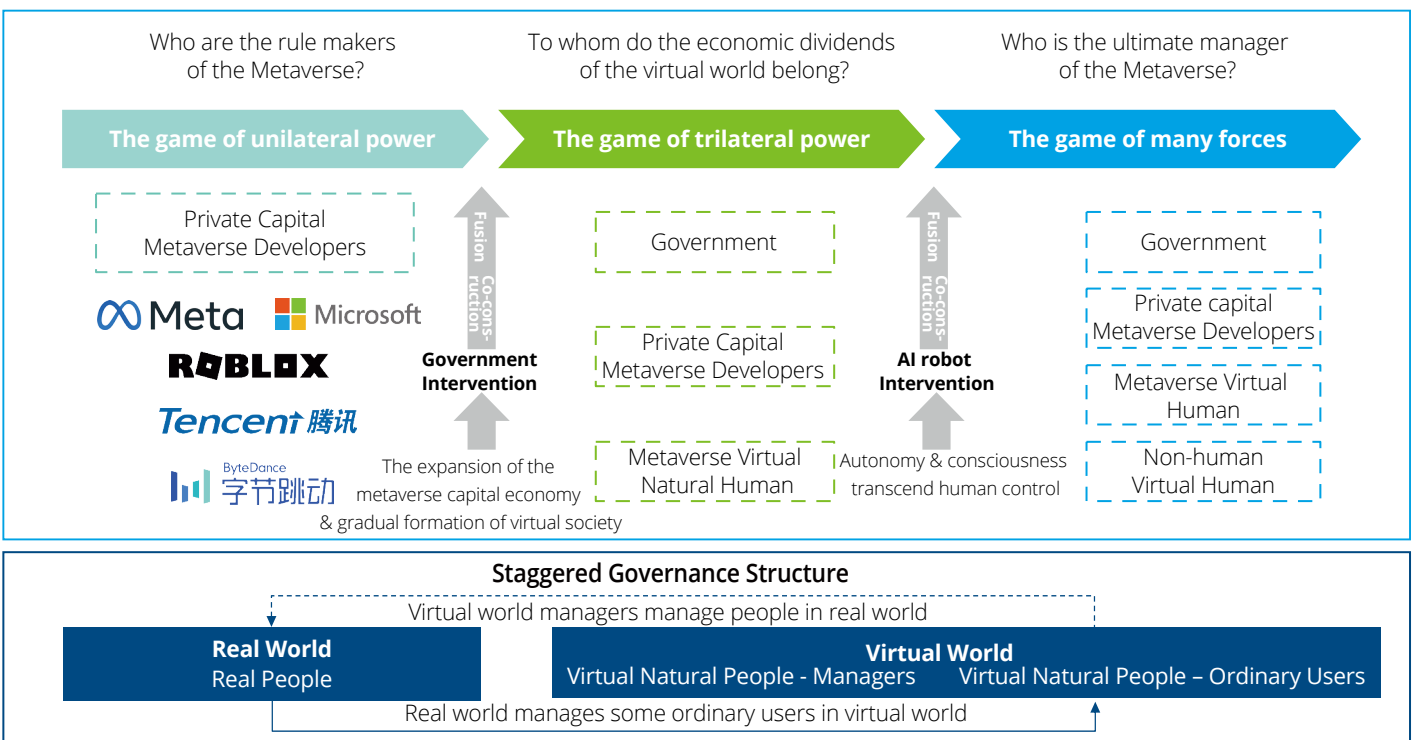 Who are the rule makers
of the Metaverse?
To whom do the economic dividends
of the virtual world belong?
Who is the ultimate manager
of the Metaverse?
The game of unilateral power
The game of trilateral power
The game of many forces
Private Capital
Metaverse Developers
Meta
Microsoft
ROBLOX
Tencent 腾讯
ByteDance
字节跳动
Fusion Co-cons-
ruction
Government
Intervention
The expansion of the
metaverse capital economy
& gradual formation of virtual society
Government
Private Capital
Metaverse Developers
Metaverse Virtual
Natural Human
Fusion Co-cons-
ruction
AI robot
Intervention
Autonomy & consciousness
transcend human control
Government
Private capital
Metaverse Developers
Metaverse Virtual
Human
Non-human
Virtual Human
Staggered Governance Structure
Virtual world managers manage people in real world
Real World
Real People
Virtual World
Virtual Natural People - Managers
Virtual Natural People – Ordinary Users
Real world manages some ordinary users in virtual world